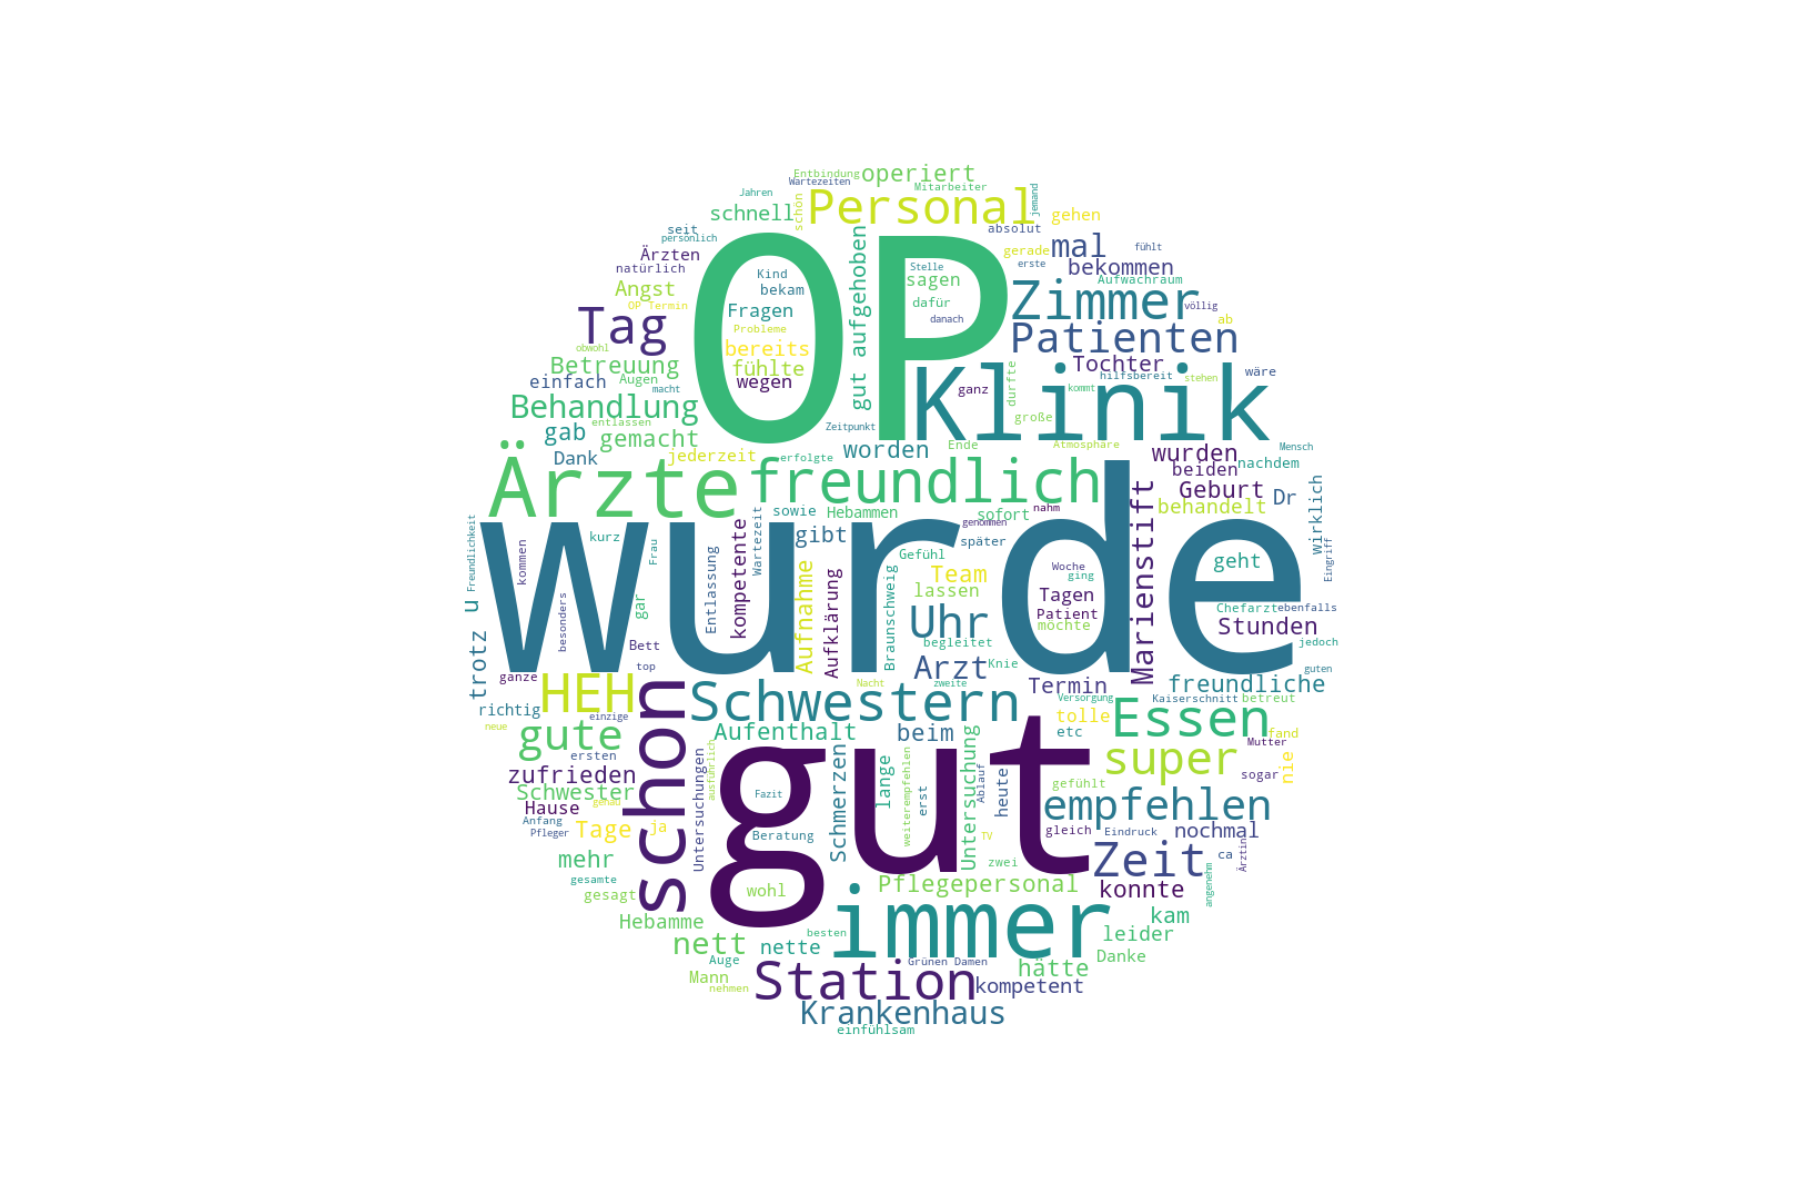 Entbindung
operiert
Wartezeiten
Mitarbeiter
Jahren
schön
Personal
jemand
schnell
gehen
seit
persönlich
absolut
mal
fühlt
Ärzten
gerade
natürlich
erste
bekommen
OP
Kind
bekam
gut aufgehoben
Stelle
sagen
Aufwachraum
Angst
OP Termin
Fragen
dafür
Zimmer
völlig
ab
Tag
Probleme
danach
Patienten
obwohl
bereits
Betreuung
fühlte
Tochter
einfach
Augen
wegen
macht
ganz
durfte
hilfsbereit
kommt
stehen
wäre
Klinik
Behandlung
entlassen
Zeitpunkt
große
gab
gemacht
Dank
jederzeit
erfolgte
worden
Ende
Atmosphäre
wurden
Mensch
beiden
nachdem
Ärzte
freundlich
Geburt
Dr
behandelt
wirklich
Eingriff
Marienstift
sowie
Hebammen
sofort
nahm
genommen
wurde
Freundlichkeit
kommen
kurz
Frau
Wartezeit
gibt
später
Gefühl
geht
besonders
gar
Entlassung
kompetente
Aufnahme
Aufklärung
Braunschweig
Team
lassen
Woche
ging
Tagen
Patient
möchte
u
Uhr
begleitet
Chefarzt
ebenfalls
Stunden
jedoch
trotz
Bett
top
ganze
Arzt
Knie
Nacht
zweite
Termin
Versorgung
freundliche
guten
Kaiserschnitt
betreut
HEH
schon
Schwestern
richtig
einzige
neue
gute
Aufenthalt
beim
tolle
etc
Essen
fand
Mutter
ersten
Untersuchungen
ausführlich
Schmerzen
lange
weiterempfehlen
erst
Untersuchung
Ablauf
heute
super
nie
sogar
zufrieden
gefühlt
Schwester
Hause
genau
Fazit
gut
empfehlen
Anfang
Pfleger
Tage
ja
Beratung
TV
gleich
Eindruck
nochmal
mehr
zwei
Zeit
ca
Ärztin
gesamte
gesagt
wohl
Pflegepersonal
konnte
angenehm
Hebamme
immer
kam
besten
leider
nett
nette
Auge
Grünen Damen
hätte
Danke
Mann
nehmen
Station
kompetent
Krankenhaus
einfühlsam